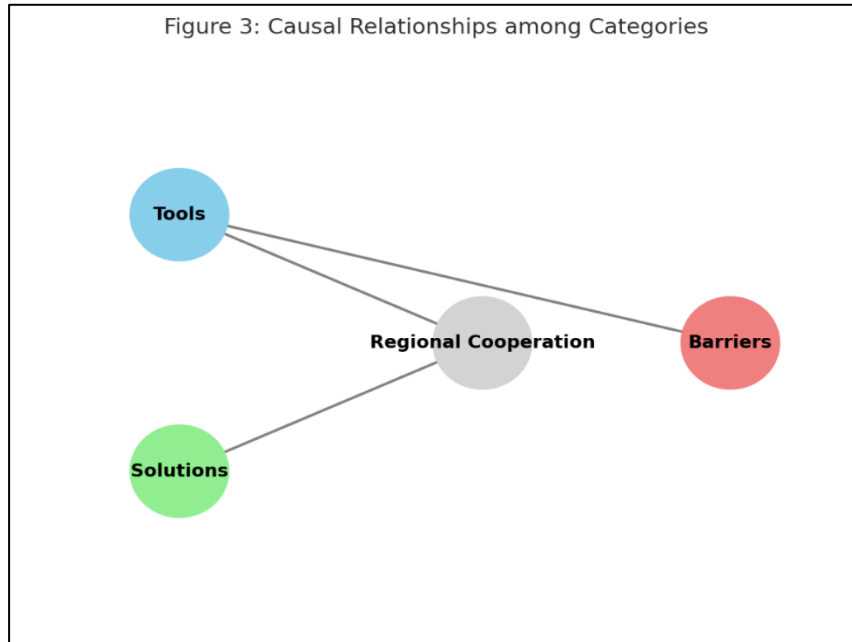 Figure 3: Causal Relationships among Categories
Tools
Regional Cooperation
Barriers
Solutions